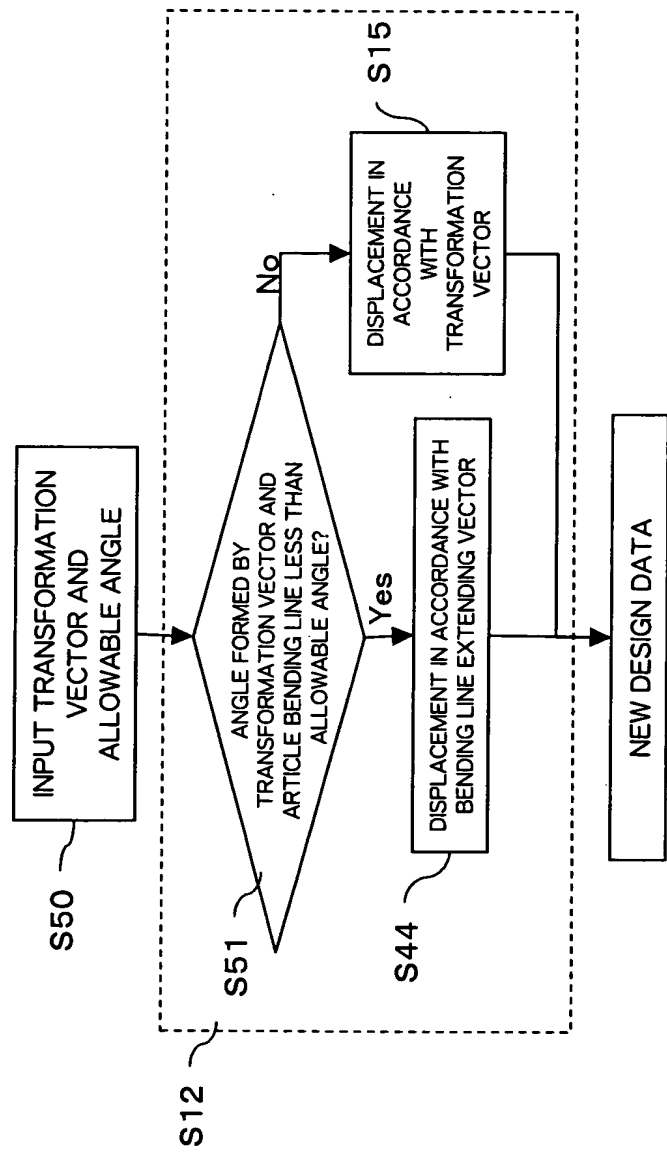 S50
INPUT TRANSFORMATION
VECTOR AND
ALLOWABLE ANGLE
S12
S51
ANGLE FORMED BY
TRANSFORMATION VECTOR AND
ARTICLE BENDING LINE LESS THAN
ALLOWABLE ANGLE?
No
Yes
S44
DISPLACEMENT IN ACCORDANCE WITH
BENDING LINE EXTENDING VECTOR
S15
DISPLACEMENT IN
ACCORDANCE
WITH
TRANSFORMATION
VECTOR
NEW DESIGN DATA